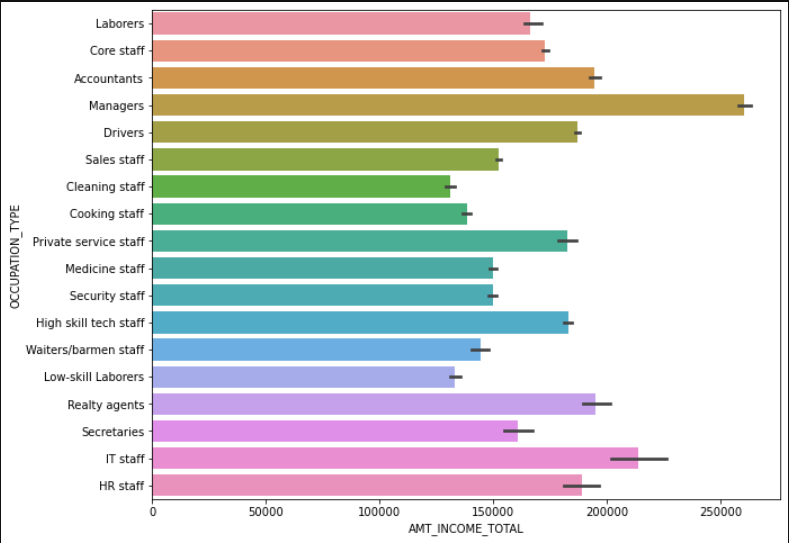 Laborers
Core staff
Accountants
Managers
Drivers
Sales staff
Cleaning staff
Cooking staff
Private service staff
Medicine staff
Security staff
High skill tech staff
Waiters/barmen staff
Low-skill Laborers
Realty agents
Secretaries
IT staff
HR staff
OCCUPATION_TYPE
0 50000 100000 150000 200000 250000
AMT_INCOME_TOTAL